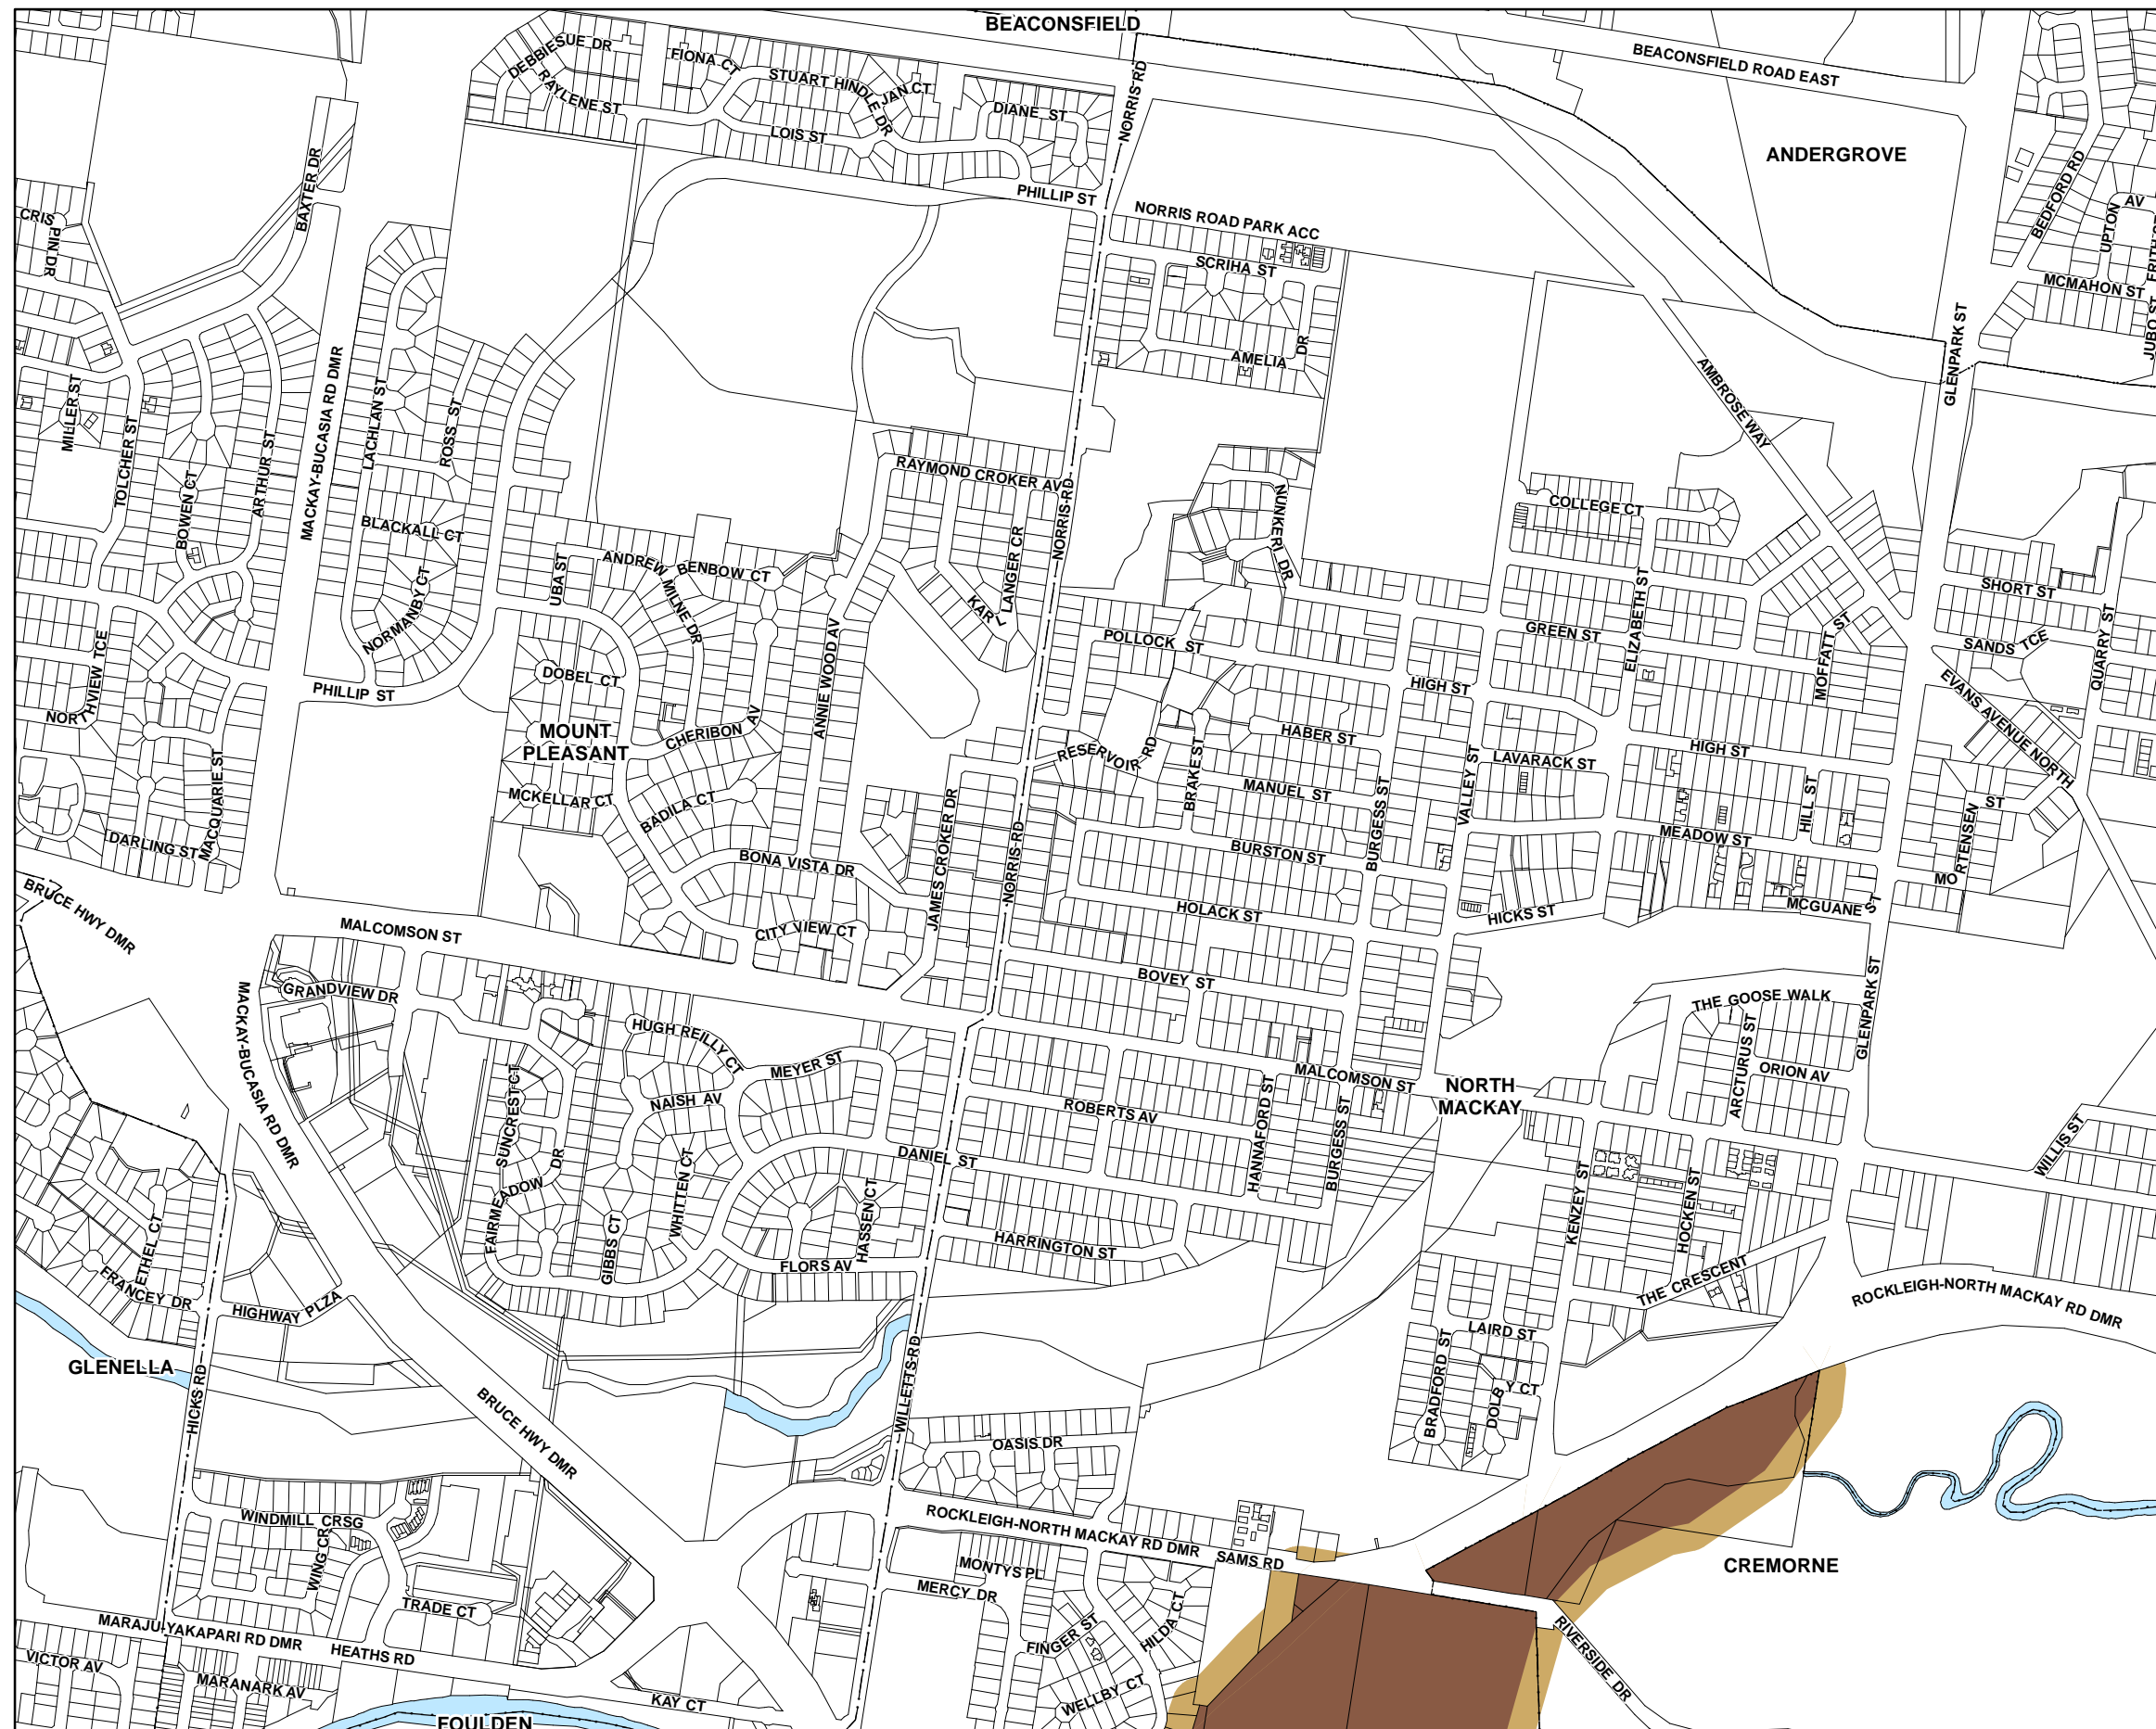 BEACONSFIELD
BEACONSFIELD ROAD EAST
DEBBIESUE DR
FIONA CT
RAYLENE ST
STUART HINDLE DR
JAN CT
LOIS ST
DIANE ST
NORRIS RD
PHILLIP ST
ANDERGROVE
BEDFORD RD
UPTON
AV
MCMAHON ST
JUBO ST
BAXTER DR
CRIS
PIN DR
NORRIS ROAD PARK ACC
SCRIHA ST
AMELIA
DR
GLENPARK ST
AMBROSE WAY
MILLER ST
TOLCHER ST
BOWEN CT
ARTHUR ST
MACKAY-BUCASIA RD DMR
LACHLAN ST
ROSS ST
BLACKALL CT
NORMANBY CT
PHILLIP ST
RAYMOND CROKER AV
NORRIS RD
LANGER CR
KARL
NUNKERI DR
COLLEGE CT
UBA ST
ANDREW MILNE DR
BENBOW CT
ANNIE WOOD AV
ELIZABETH ST
GREEN ST
SHORT ST
SANDS TCE
QUARRY ST
MOFFATT ST
EVANS AVENUE NORTH
POLLOCK ST
HIGH ST
HABER ST
RESERVOIR RD
BRAKE ST
MANUEL ST
BURGESS ST
VALLEY ST
LAVARACK ST
HIGH ST
HILL ST
MEADOW ST
MO
RTENSEN
ST
MCGUANE ST
NORT
HVIEW TCE
DOBEL CT
MOUNT
PLEASANT
CHERIBON AV
MCKELLAR CT
BADILA CT
DARLING ST
MACQUARIE ST
BONA VISTA DR
JAMES CROKER DR
NORRIS RD
BURSTON ST
HOLACK ST
HICKS ST
CITY VIEW CT
BRUCE HWY DMR
MALCOMSON ST
BOVEY ST
GRANDVIEW DR
MACKAY-BUCASIA RD DMR
HUGH REILLY CT
MEYER ST
NAISH AV
THE GOOSE WALK
ARCTURUS ST
ORION AV
GLENPARK ST
MALCOMSON ST
NORTH
MACKAY
ROBERTS AV
HANNAFORD ST
BURGESS ST
WILLIS ST
SUNCREST CT
FAIRMEADOW
DR
GIBBS CT
WHITTEN CT
HASSEN CT
DANIEL ST
FLORS AV
HARRINGTON ST
KENZEY ST
HOCKEN ST
THE CRESCENT
ROCKLEIGH-NORTH MACKAY RD DMR
ETHEL CT
FRANCEY DR
HIGHWAY PLZA
GLENELLA
HICKS RD
BRUCE HWY DMR
WILLETTS RD
LAIRD ST
BRADFORD ST
DOLB
Y CT
OASIS DR
ROCKLEIGH-NORTH MACKAY RD DMR
SAMS RD
CREMORNE
WINDMILL CRSG
WING CR
TRADE CT
MONTYS PL
MERCY DR
FINGER ST
HILDA CT
WELLBY CT
RIVERSIDE DR
MARAJU-YAKAPARI RD DMR
HEATHS RD
VICTOR AV
MARANARK AV
KAY CT
FOULDEN